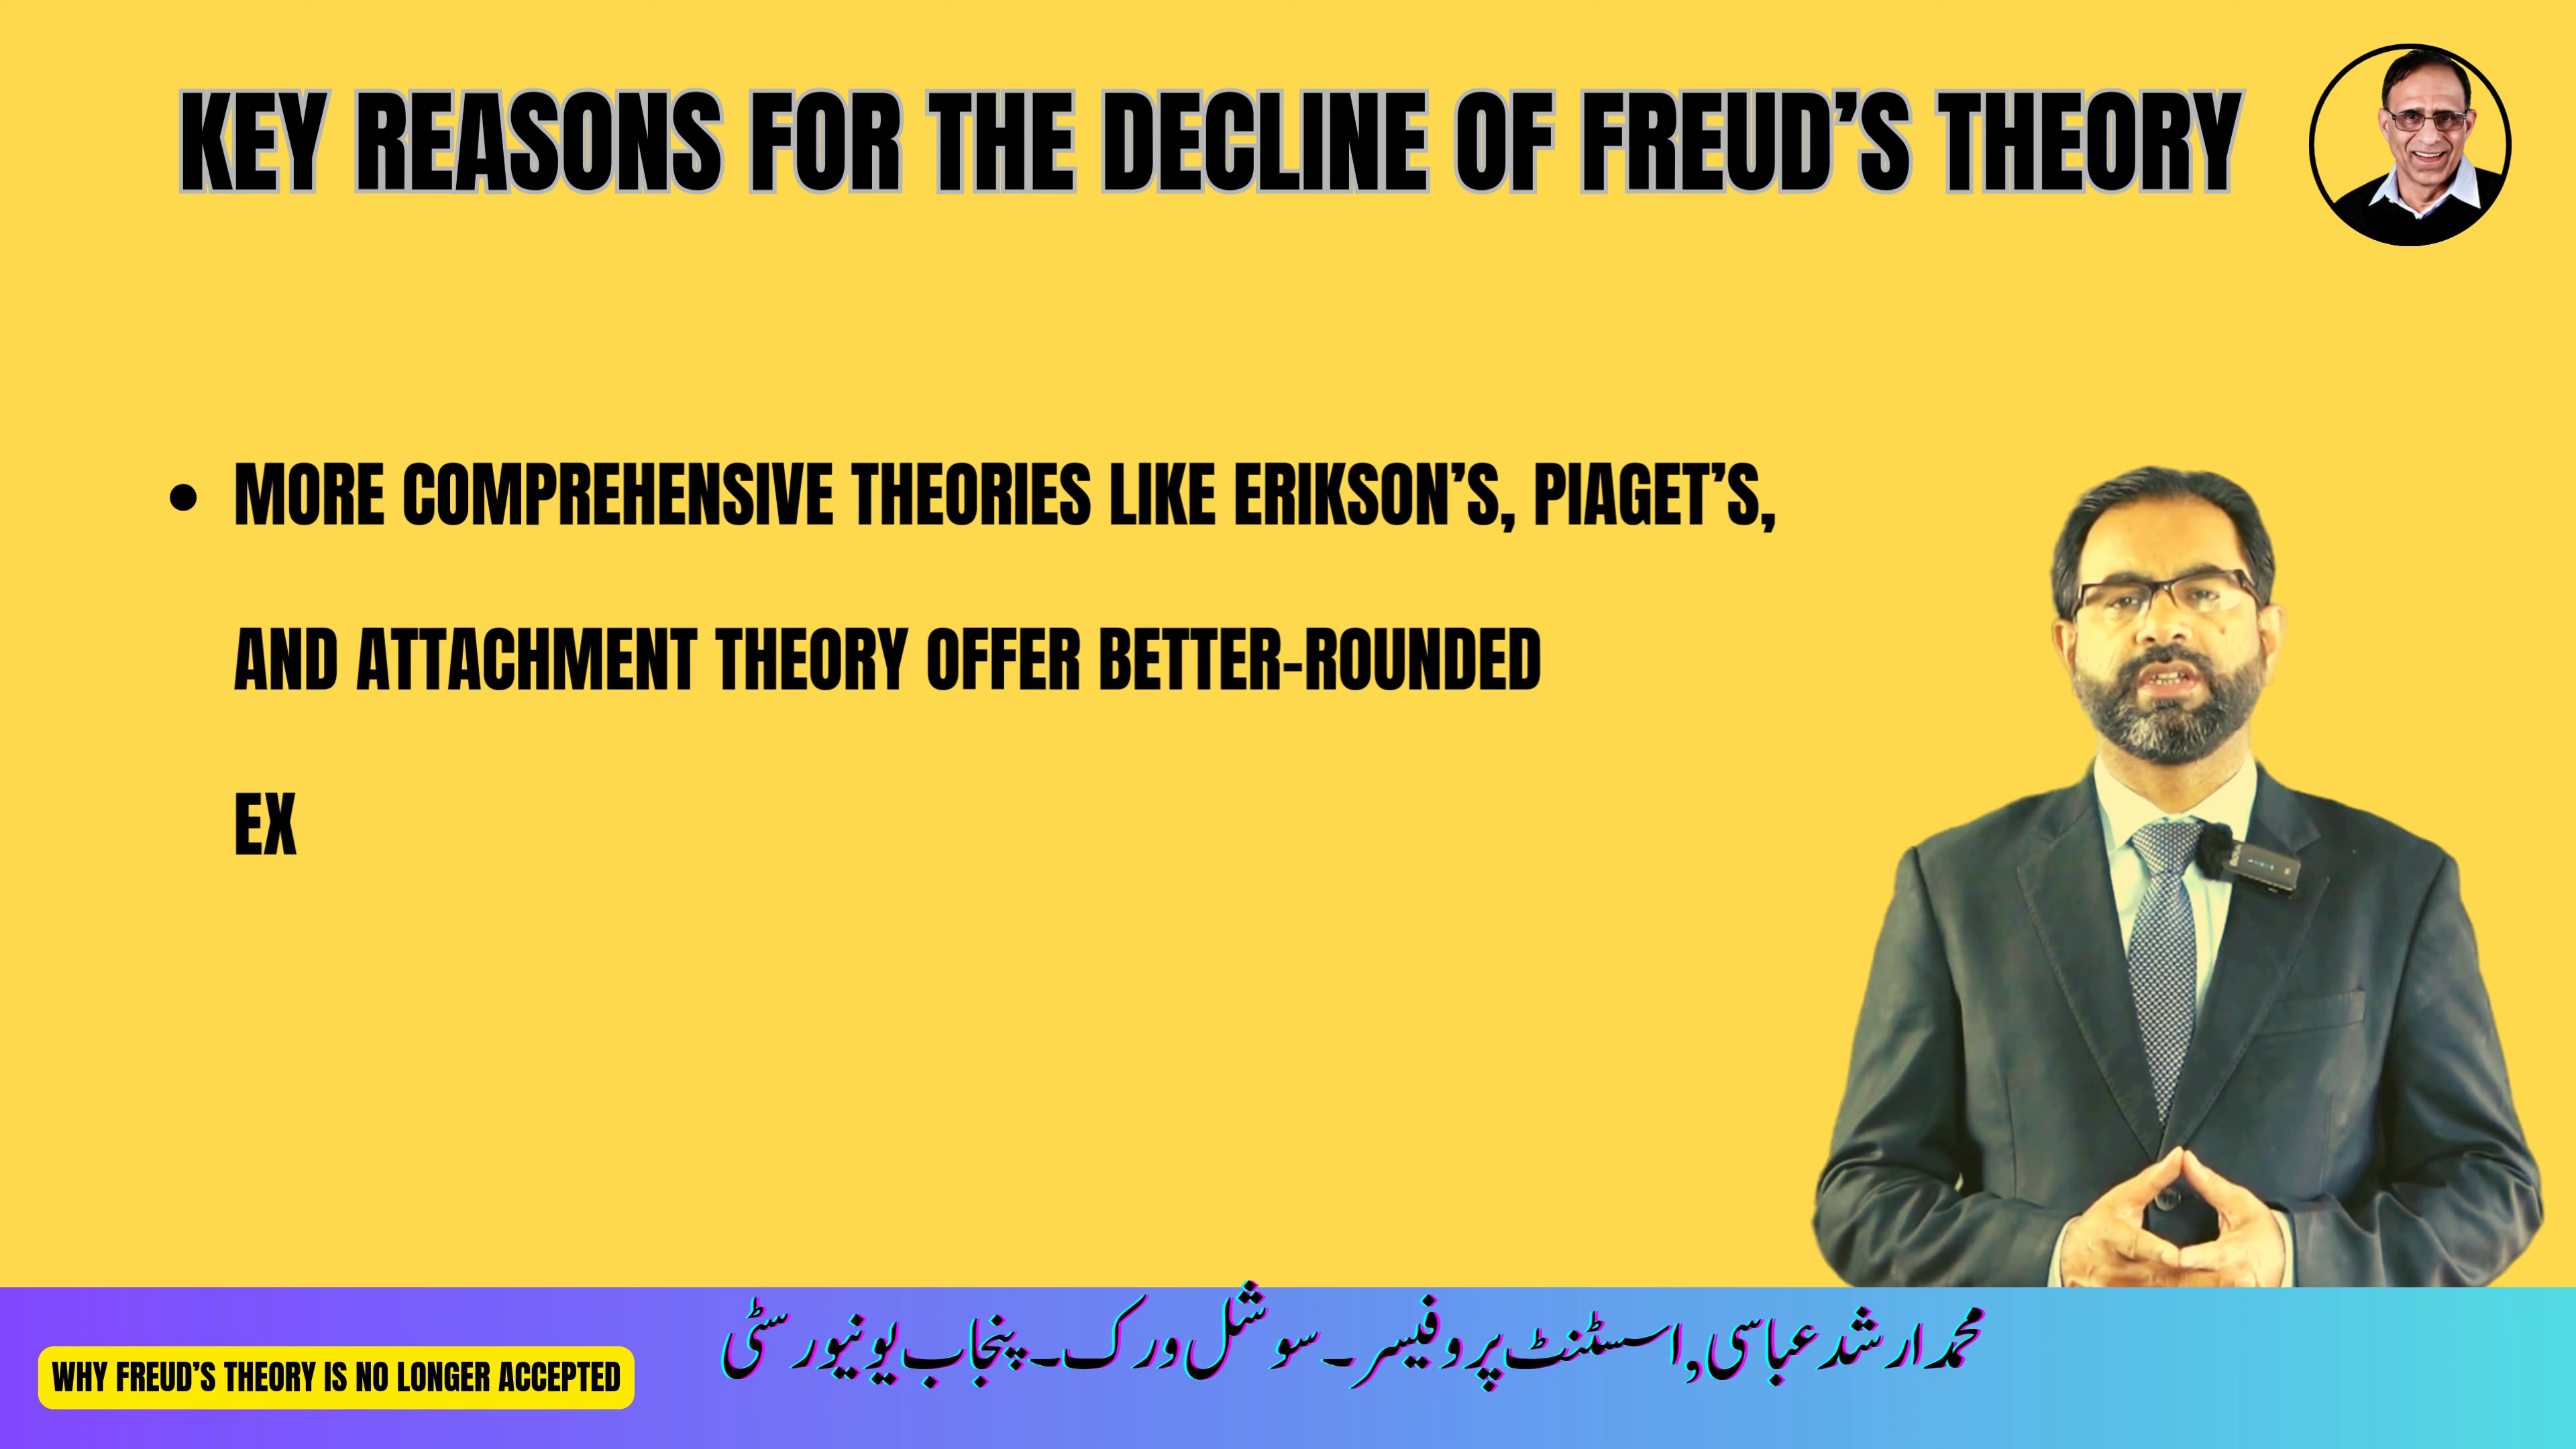 KEY REASONS FOR THE DECLINE OF FREUD’S THEORY
• MORE COMPREHENSIVE THEORIES LIKE ERIKSON’S, PIAGET’S,
AND ATTACHMENT THEORY OFFER BETTER-ROUNDED
EX
محمد ارشد عباسی, اسسٹنٹ پروفیسر ۔ سوشل ورک ۔ پنجاب یونیورسٹی
WHY FREUD’S THEORY IS NO LONGER ACCEPTED